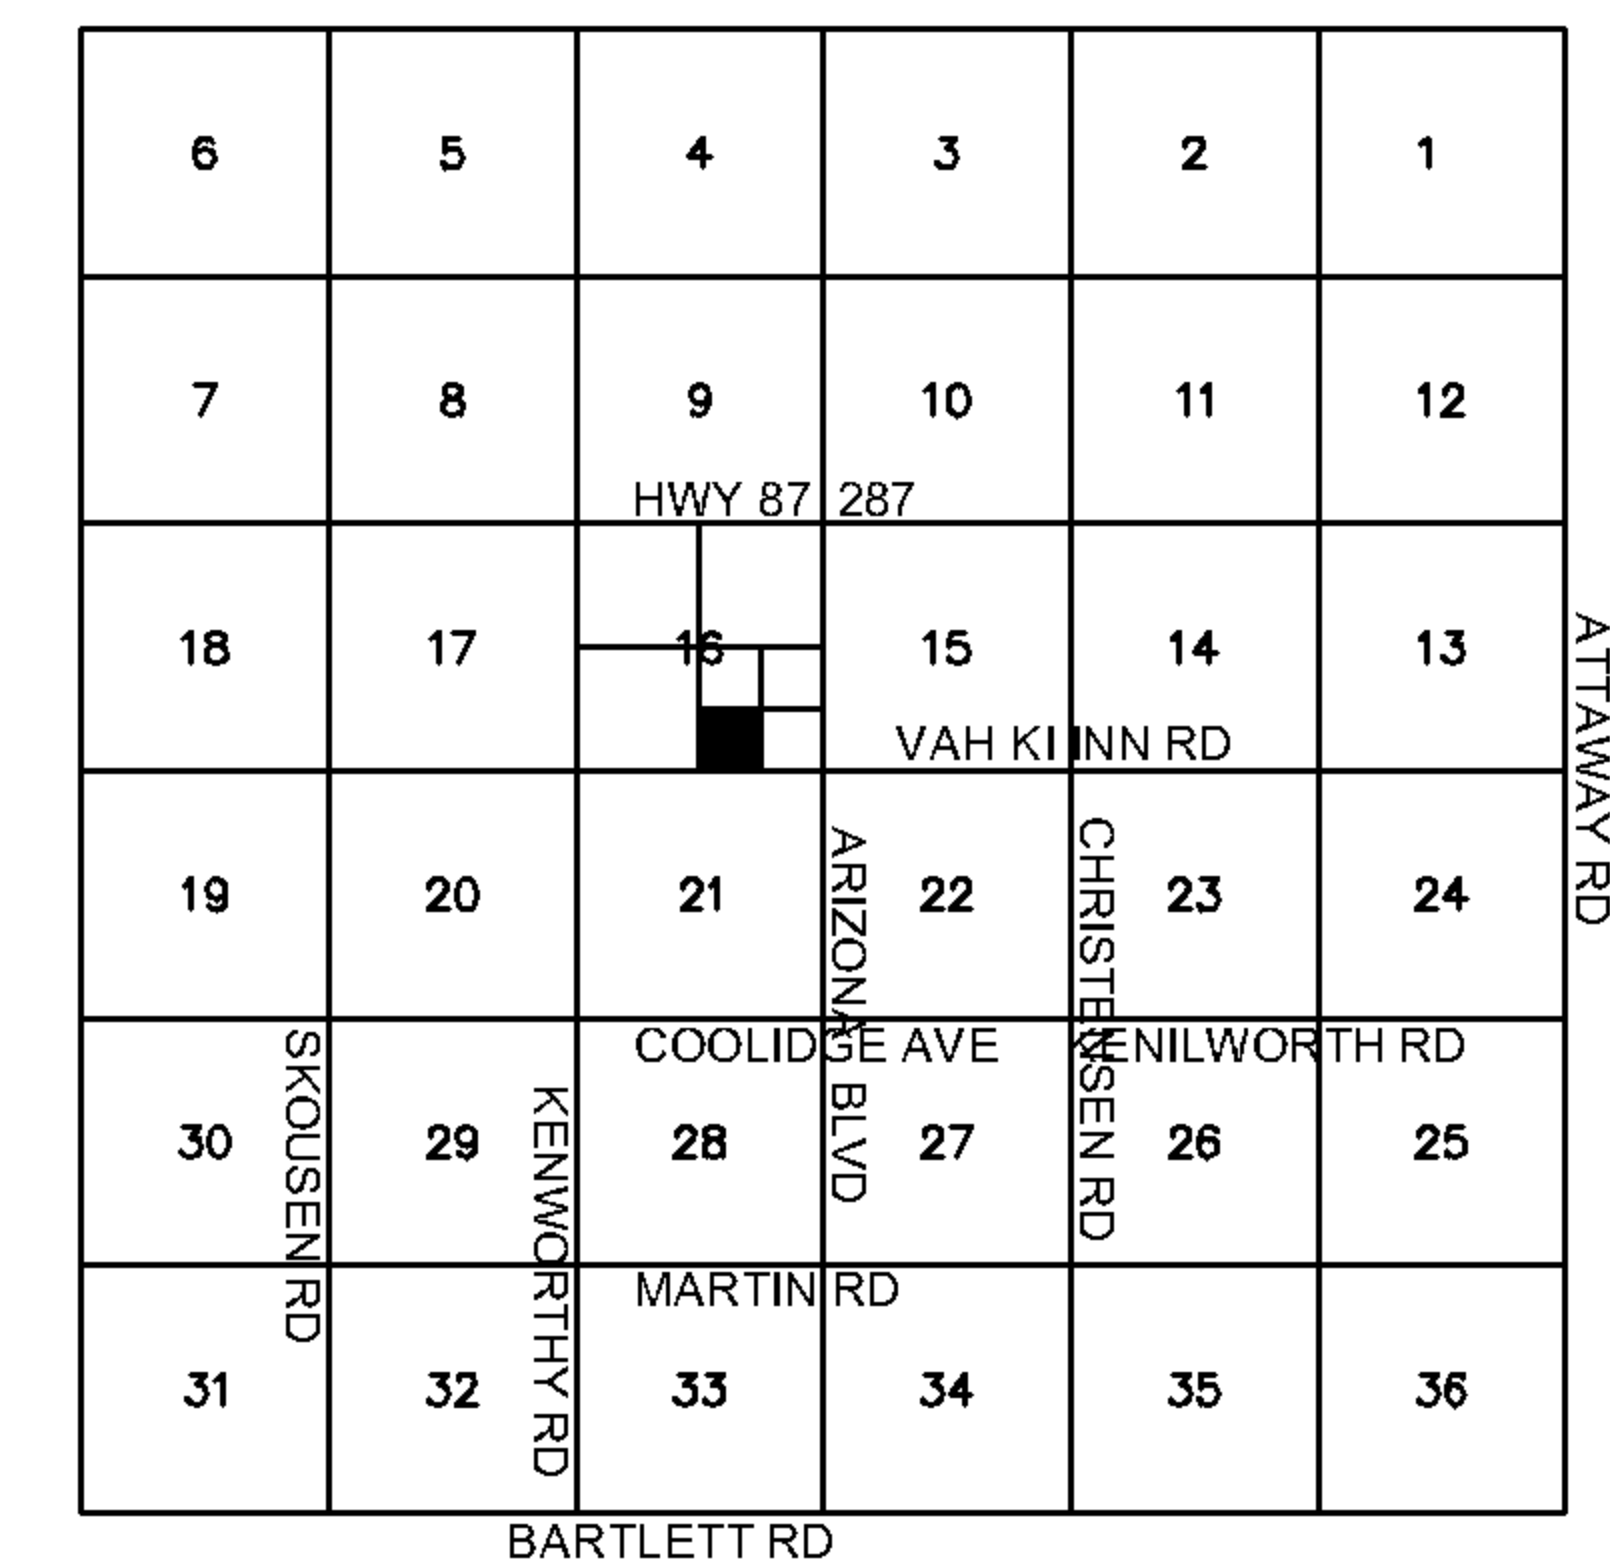 6 5 4 3 2 1
7 8 9 10 11 12
HWY 87 287
18 17 16 15 14 13
ATTAWAY RD
VAH KI INN RD
19 20 21 22 23 24
ARIZONA BLVD
CHRISTENSEN RD
COOLIDGE AVE
KENILWORTH RD
SKOUSEN RD
KENWORTHY RD
30 29 28 27 26 25
MARTIN RD
31 32 33 34 35 36
BARTLETT RD